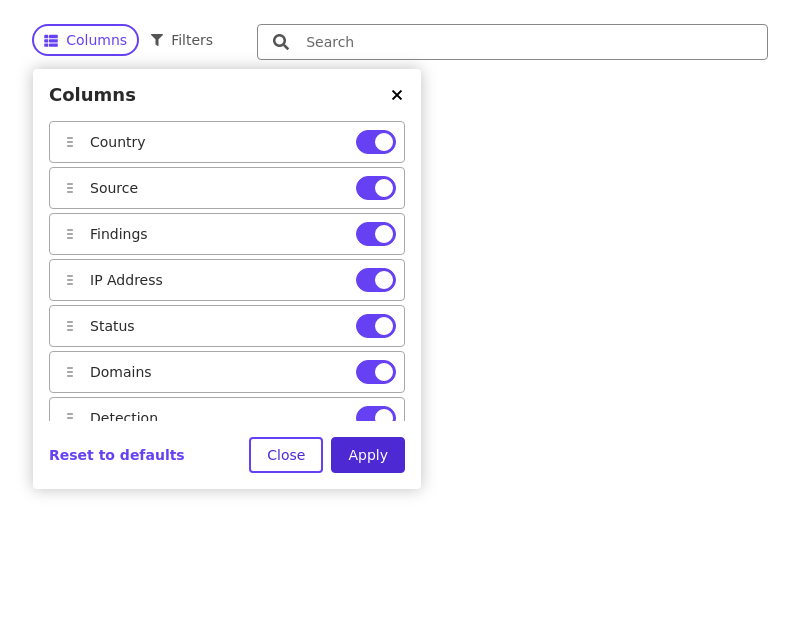 Columns
Filters
Search
Columns
Country
Source
Findings
IP Address
Status
Domains
Detection
Reset to defaults
Close
Apply